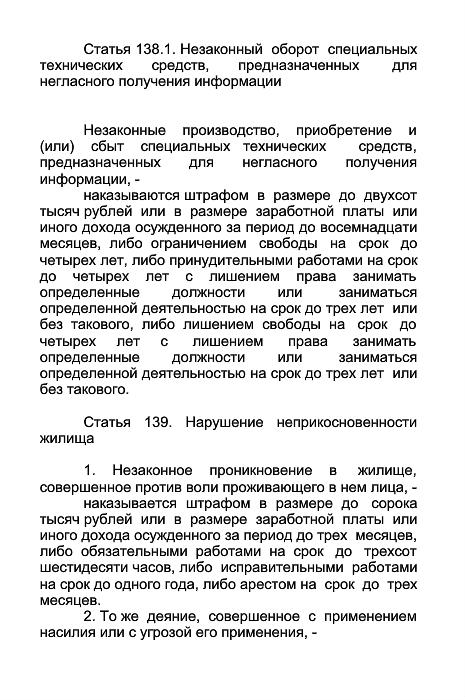 Статья 138.1. Незаконный оборот специальных
технических средств, предназначенных для
негласного получения информации
Незаконные производство, приобретение и
(или) сбыт специальных технических средств,
предназначенных для негласного получения
информации, -
наказываются штрафом в размере до двухсот
тысяч рублей или в размере заработной платы или
иного дохода осужденного за период до восемнадцати
месяцев, либо ограничением свободы на срок до
четырех лет, либо принудительными работами на срок
до четырех лет с лишением права занимать
определенные должности или заниматься
определенной деятельностью на срок до трех лет или
без такового, либо лишением свободы на срок до
четырех лет с лишением права занимать
определенные должности или заниматься
определенной деятельностью на срок до трех лет или
без такового.
Статья 139. Нарушение неприкосновенности
жилища
1. Незаконное проникновение в жилище,
совершенное против воли проживающего в нем лица, -
наказывается штрафом в размере до сорока
тысяч рублей или в размере заработной платы или
иного дохода осужденного за период до трех месяцев,
либо обязательными работами на срок до трехсот
шестидесяти часов, либо исправительными работами
на срок до одного года, либо арестом на срок до трех
месяцев.
2. То же деяние, совершенное с применением
насилия или с угрозой его применения, -